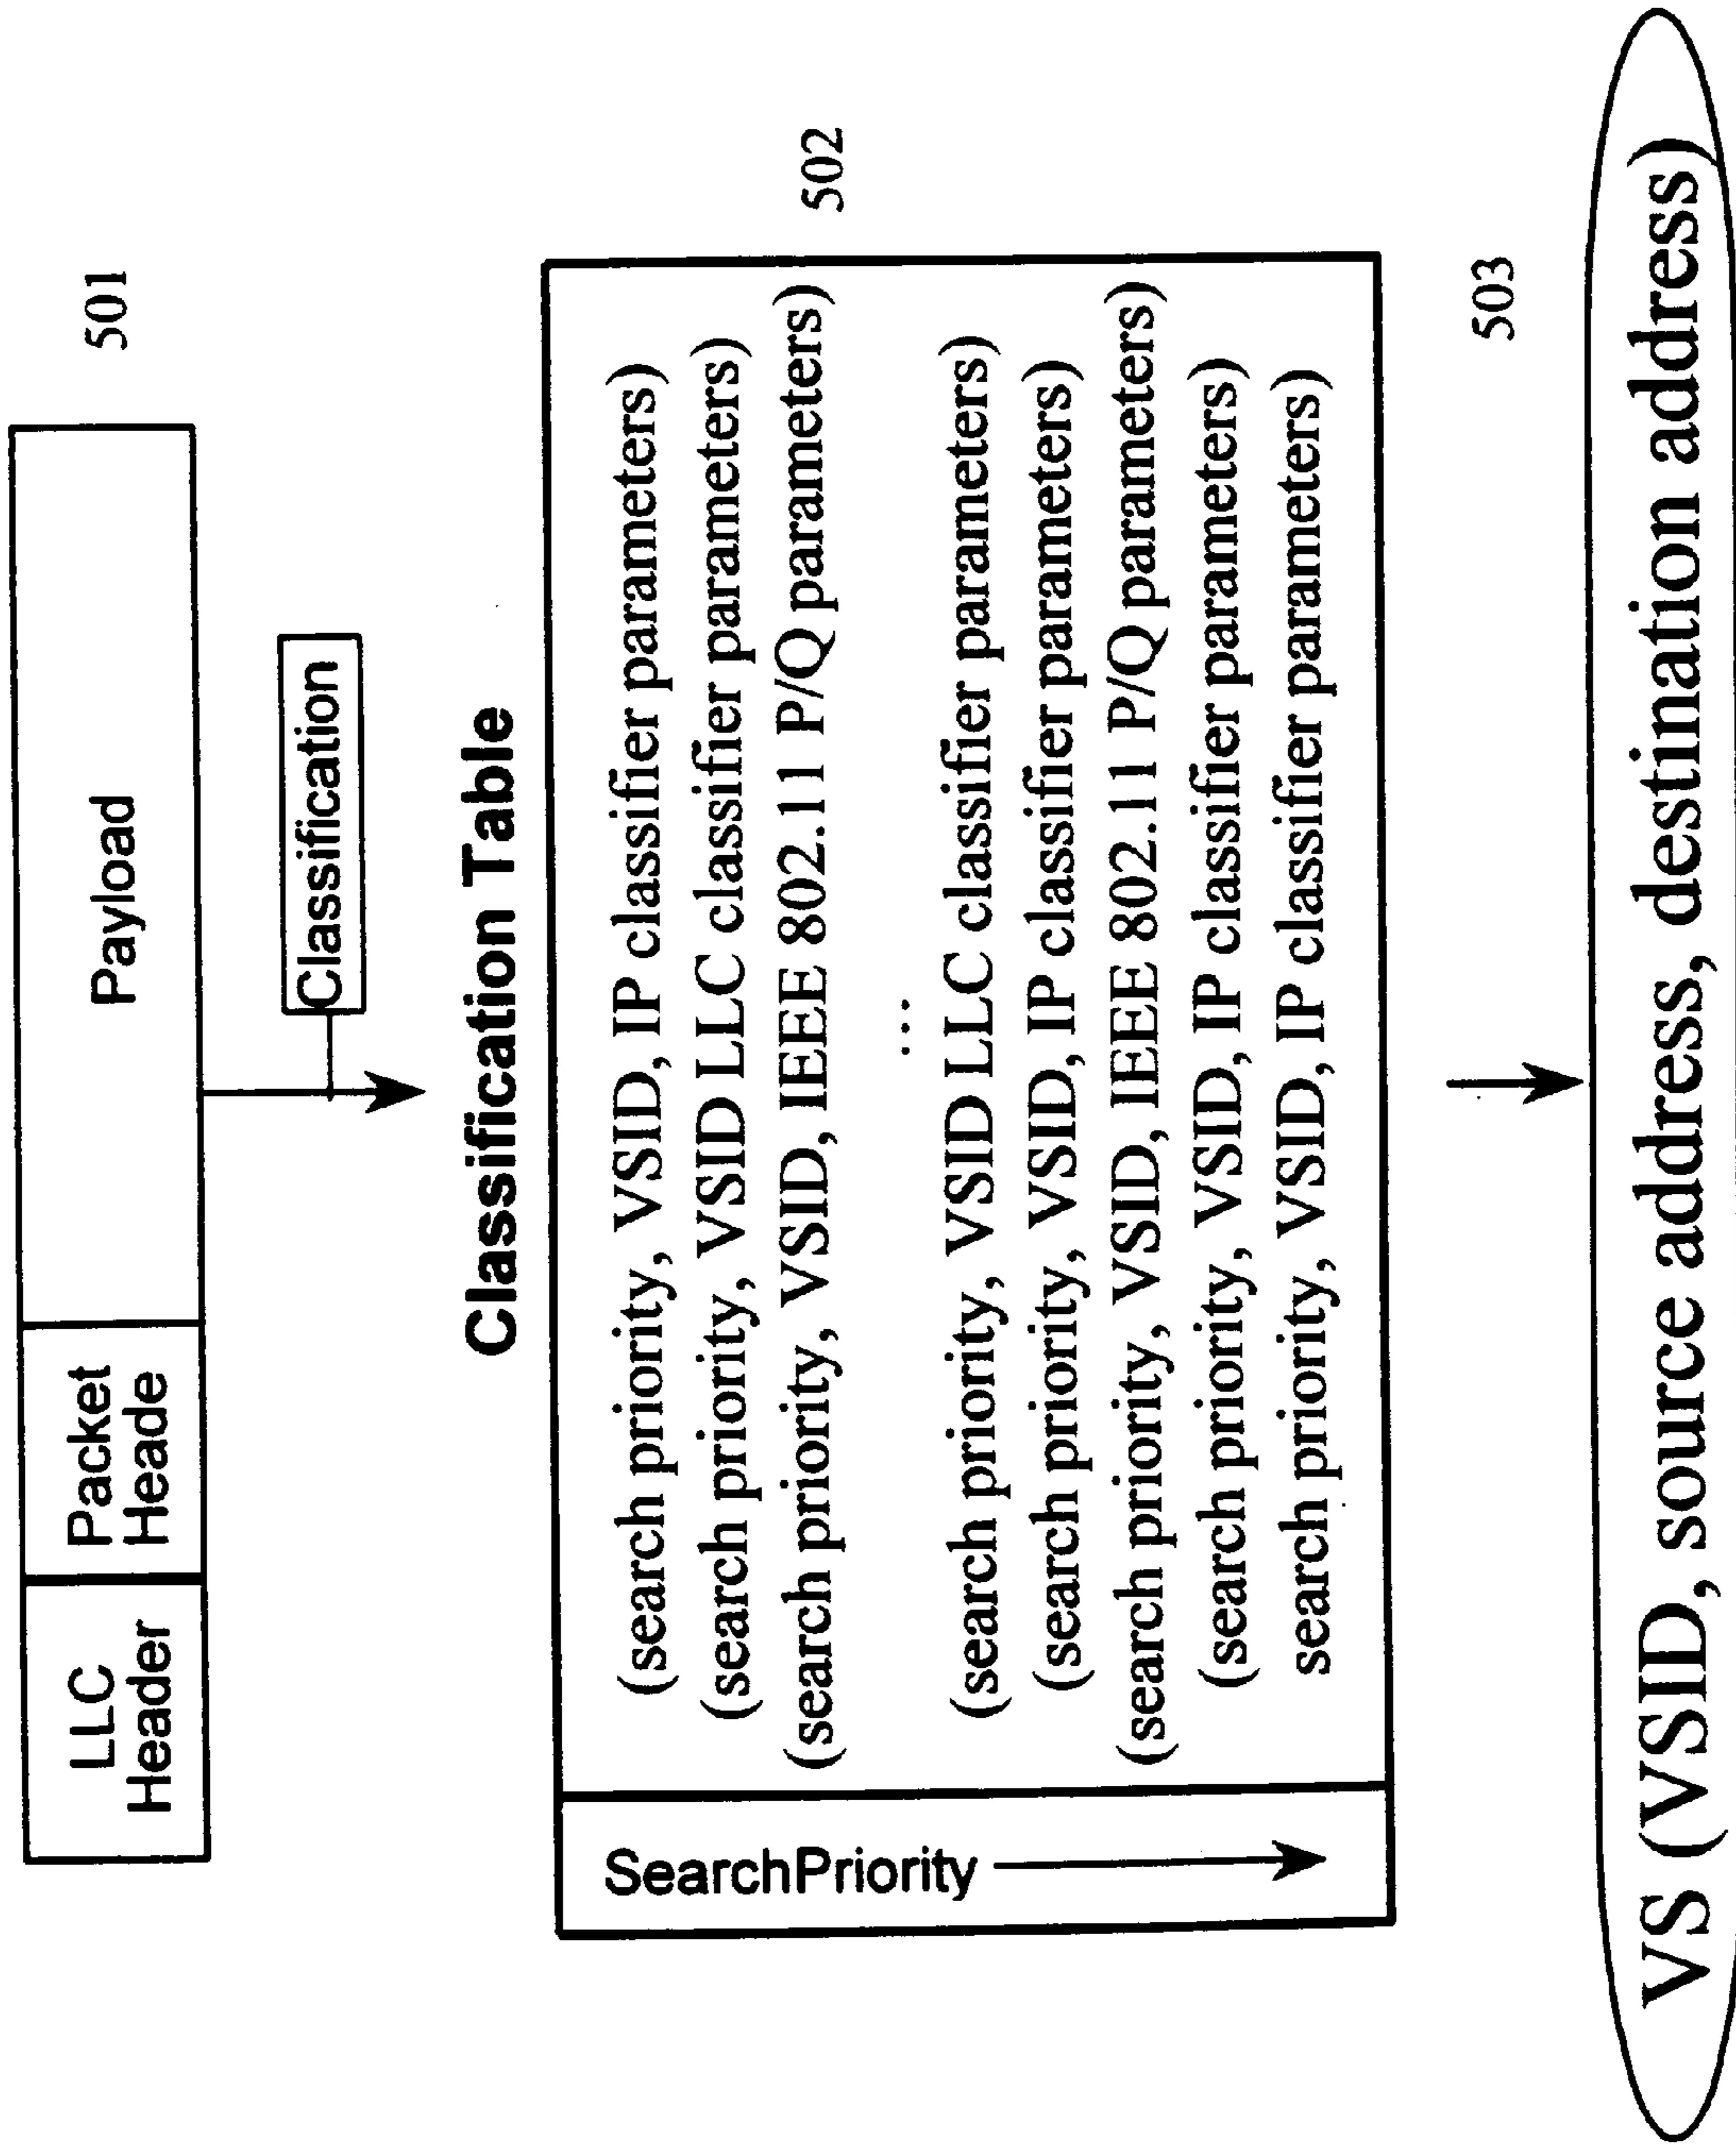 LLC
Header
Packet
Heade
Payload
501
Classification
Classification Table
SearchPriority
(search priority, VSID, IP classifier parameters)
(search priority, VSID LLC classifier parameters)
(search priority, VSID, IEEE 802.11 P/Q parameters)
...
(search priority, VSID LLC classifier parameters)
(search priority, VSID, IP classifier parameters)
(search priority, VSID, IEEE 802.11 P/Q parameters)
(search priority, VSID, IP classifier parameters)
search priority, VSID, IP classifier parameters)
502
503
VS (VSID, source address, destination address)